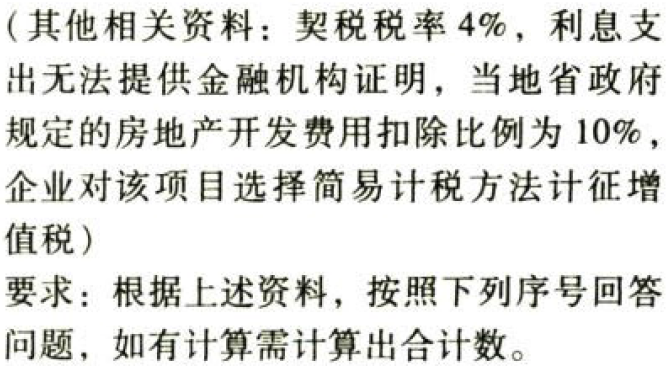 (其他相关资料：契税税率4%，利息支
出无法提供金融机构证明，当地省政府
规定的房地产开发费用扣除比例为10%，
企业对该项目选择简易计税方法计征增
值税)
要求：根据上述资料，按照下列序号回答
问题，如有计算需计算出合计数。